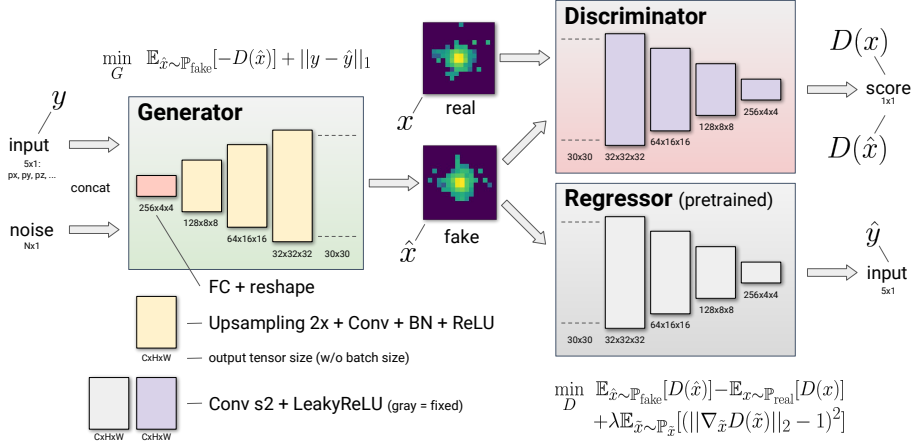 min_G 𝔼_{x̂∼ℙ_fake}[−D(x̂)] + ||y − ŷ||_1
y
input
5x1:
px, py, pz, ...
concat
noise
Nx1
Generator
256x4x4
128x8x8
64x16x16
32x32x32
30x30
x
real
x̂
fake
Discriminator
30x30
32x32x32
64x16x16
128x8x8
256x4x4
D(x)
score
1x1
D(x̂)
Regressor (pretrained)
30x30
32x32x32
64x16x16
128x8x8
256x4x4
ŷ
input
5x1
FC + reshape
Upsampling 2x + Conv + BN + ReLU
CxHxW
output tensor size (w/o batch size)
Conv s2 + LeakyReLU (gray = fixed)
CxHxW
CxHxW
min_D 𝔼_{x̂∼ℙ_fake}[D(x̂)]−𝔼_{x∼ℙ_real}[D(x)]
+λ𝔼_{x̃∼ℙ_x̃}[(||∇_x̃ D(x̃)||_2 − 1)^2]